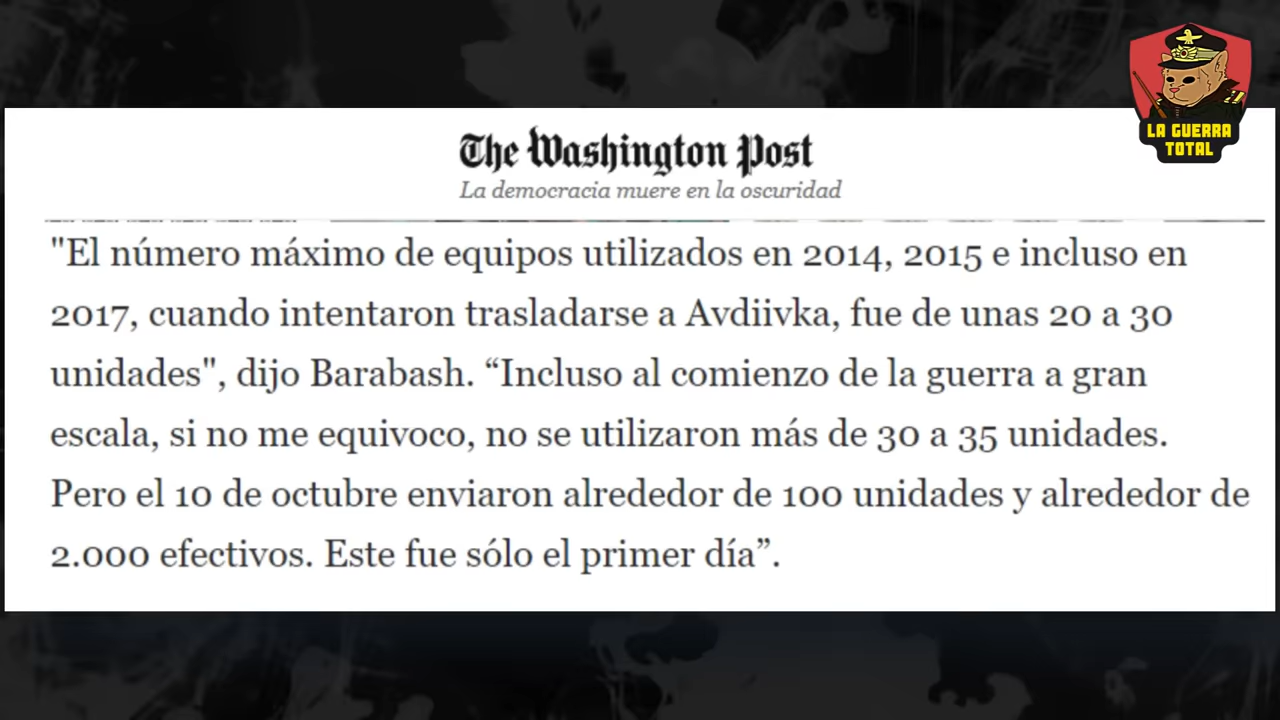 LA GUERRA
TOTAL
The Washington Post
La democracia muere en la oscuridad
"El número máximo de equipos utilizados en 2014, 2015 e incluso en
2017, cuando intentaron trasladarse a Avdiivka, fue de unas 20 a 30
unidades", dijo Barabash. “Incluso al comienzo de la guerra a gran
escala, si no me equivoco, no se utilizaron más de 30 a 35 unidades.
Pero el 10 de octubre enviaron alrededor de 100 unidades y alrededor de
2.000 efectivos. Este fue sólo el primer día”.